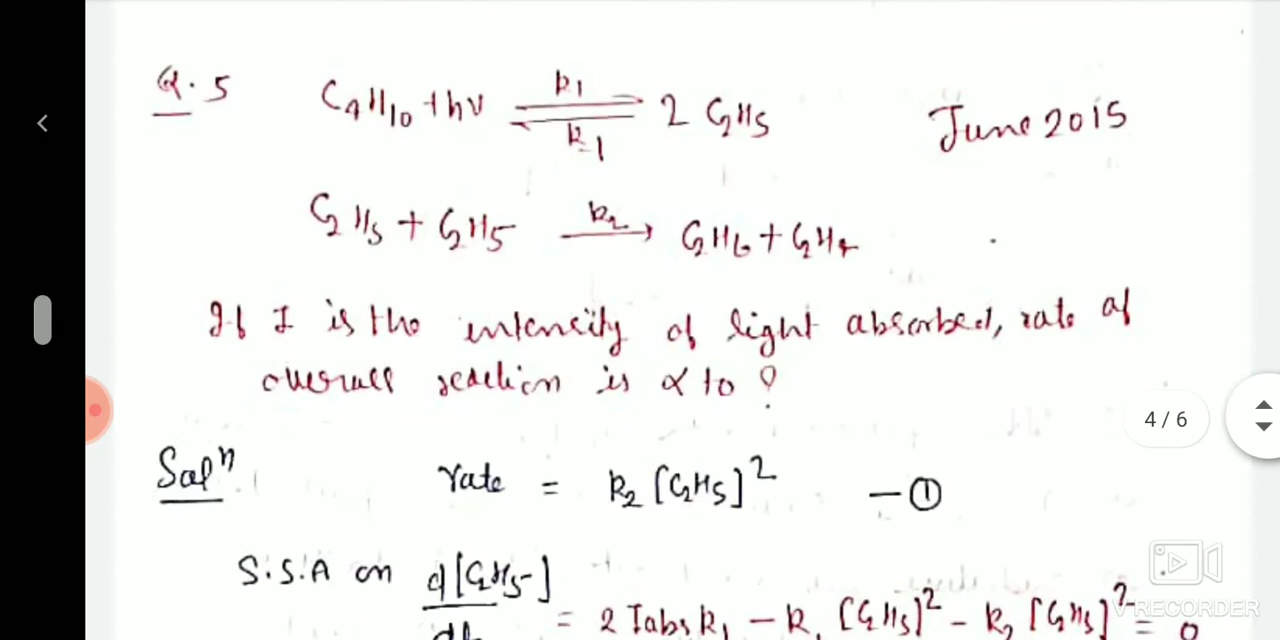 Q.5 C4H10 + hν ⇌ 2 C2H5 June 2015
k1
k-1
C2H5 + C2H5 —k2→ C2H6 + C2H4
If I is the intensity of light absorbed, rate of
overall reaction is α to ?
4 / 6
Solⁿ rate = k2 [C2H5]² —①
S.S.A on d[C2H5]
= 2 Iabs k1 - k-1 [C2H5]² - k2 [C2H5]² = 0
dt
V RECORDER